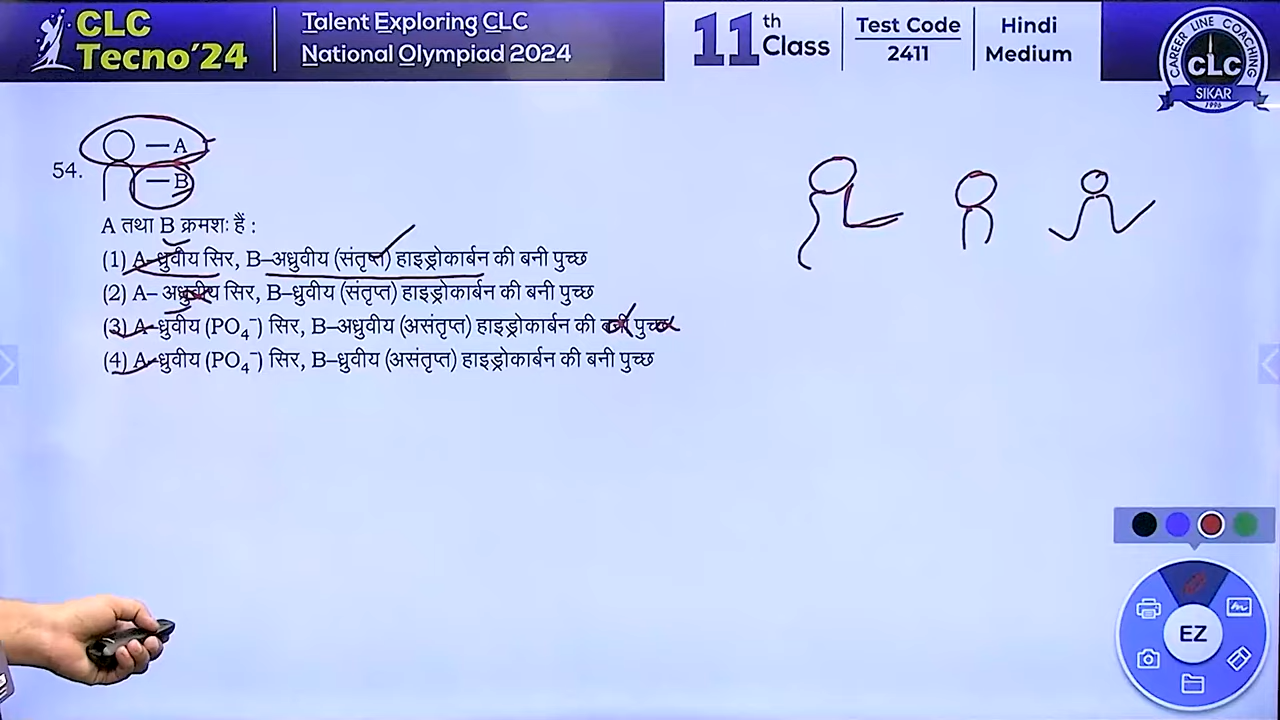 CLC
Tecno'24
Talent Exploring CLC
National Olympiad 2024
11th Class
Test Code
2411
Hindi
Medium
CAREER LINE COACHING
CLC
SIKAR
1996
54.
— A
— B
A तथा B क्रमशः हैं :
(1) A–ध्रुवीय सिर, B–अध्रुवीय (संतृप्त) हाइड्रोकार्बन की बनी पुच्छ
(2) A– अध्रुवीय सिर, B–ध्रुवीय (संतृप्त) हाइड्रोकार्बन की बनी पुच्छ
(3) A–ध्रुवीय (PO₄⁻) सिर, B–अध्रुवीय (असंतृप्त) हाइड्रोकार्बन की बनी पुच्छ
(4) A–ध्रुवीय (PO₄⁻) सिर, B–ध्रुवीय (असंतृप्त) हाइड्रोकार्बन की बनी पुच्छ
EZ